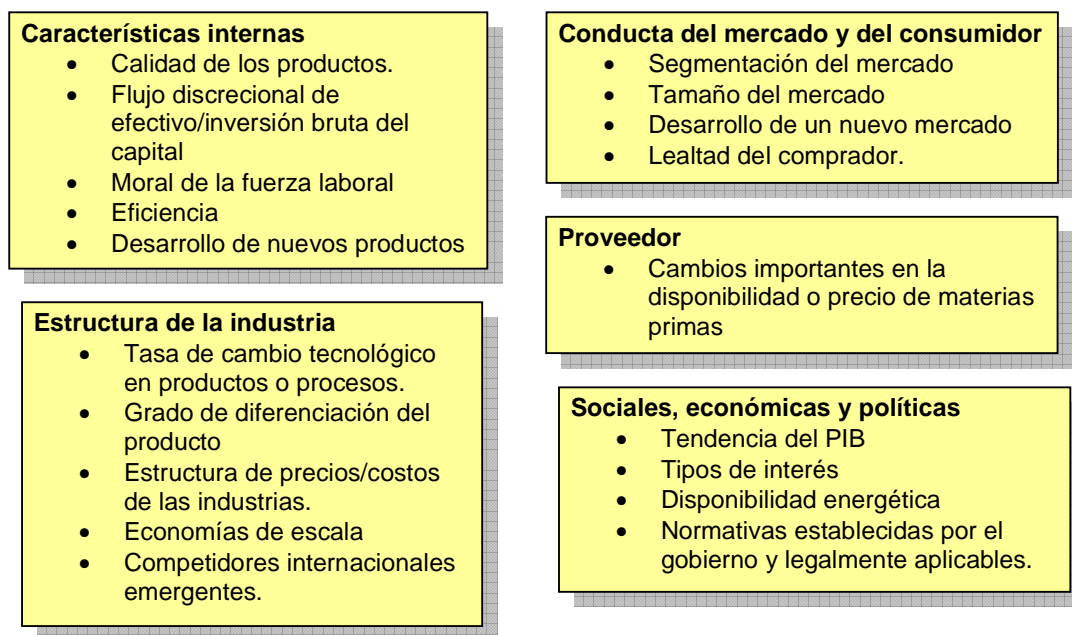 Características internas
• Calidad de los productos.
• Flujo discrecional de
efectivo/inversión bruta del
capital
• Moral de la fuerza laboral
• Eficiencia
• Desarrollo de nuevos productos
Estructura de la industria
• Tasa de cambio tecnológico
en productos o procesos.
• Grado de diferenciación del
producto
• Estructura de precios/costos
de las industrias.
• Economías de escala
• Competidores internacionales
emergentes.
Conducta del mercado y del consumidor
• Segmentación del mercado
• Tamaño del mercado
• Desarrollo de un nuevo mercado
• Lealtad del comprador.
Proveedor
• Cambios importantes en la
disponibilidad o precio de materias
primas
Sociales, económicas y políticas
• Tendencia del PIB
• Tipos de interés
• Disponibilidad energética
• Normativas establecidas por el
gobierno y legalmente aplicables.